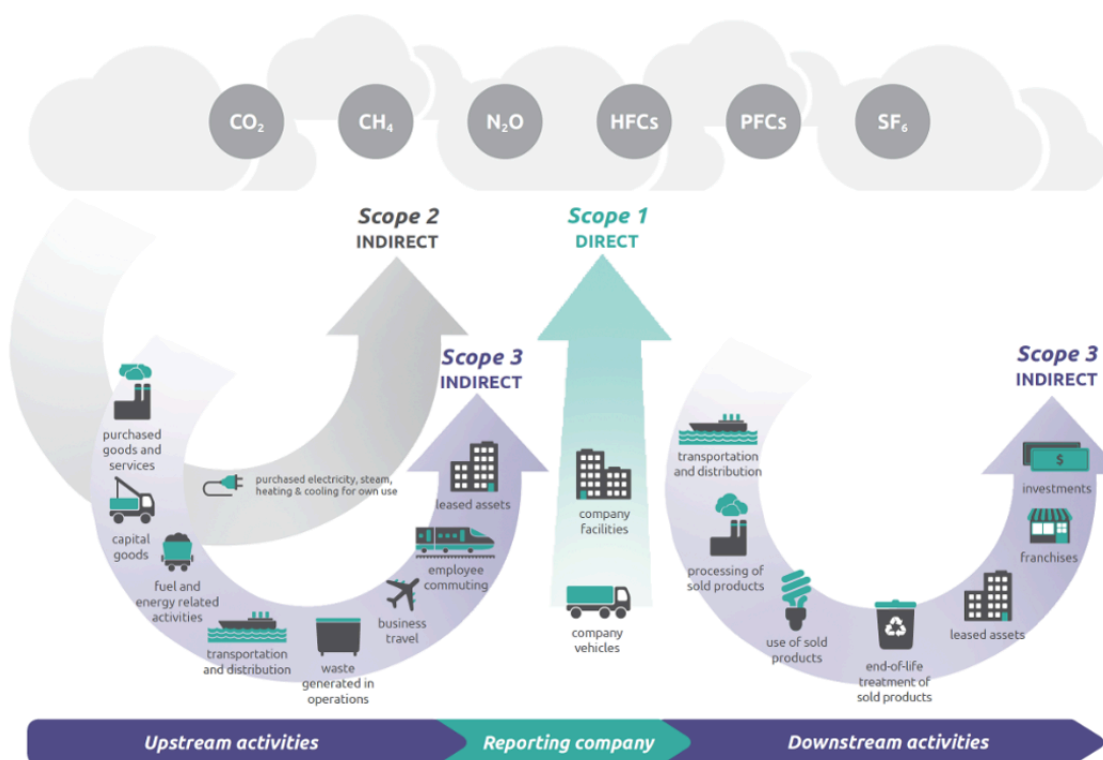 CO₂
CH₄
N₂O
HFCs
PFCs
SF₆
Scope 2
INDIRECT
Scope 1
DIRECT
Scope 3
INDIRECT
Scope 3
INDIRECT
purchased
goods and
services
capital
goods
fuel and
energy related
activities
transportation
and distribution
waste
generated in
operations
business
travel
employee
commuting
leased assets
purchased electricity, steam,
heating & cooling for own use
company
facilities
company
vehicles
transportation
and distribution
processing of
sold products
use of sold
products
end-of-life
treatment of
sold products
leased assets
franchises
$
investments
Upstream activities
Reporting company
Downstream activities